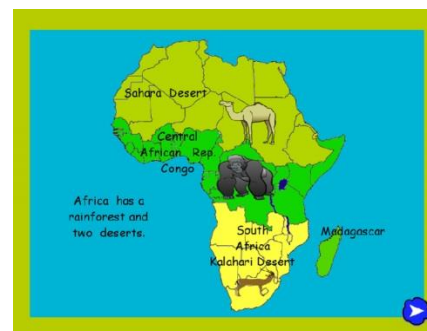 Sahara Desert
Central
African Rep.
Congo
Africa has a
rainforest and
two deserts.
South
Africa
Madagascar
Kalahari Desert